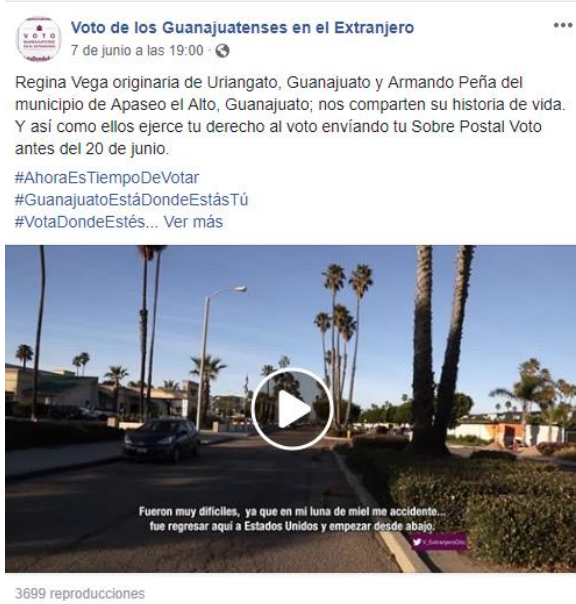 Voto de los Guanajuatenses en el Extranjero
7 de junio a las 19:00
VOTO
Regina Vega originaria de Uriangato, Guanajuato y Armando Peña del
municipio de Apaseo el Alto, Guanajuato; nos comparten su historia de vida.
Y así como ellos ejerce tu derecho al voto envíando tu Sobre Postal Voto
antes del 20 de junio.
#AhoraEsTiempoDeVotar
#GuanajuatoEstáDondeEstásTú
#VotaDondeEstés... Ver más
Fueron muy difíciles, ya que en mi luna de miel me accidente...
fue regresar aquí a Estados Unidos y empezar desde abajo.
3699 reproducciones